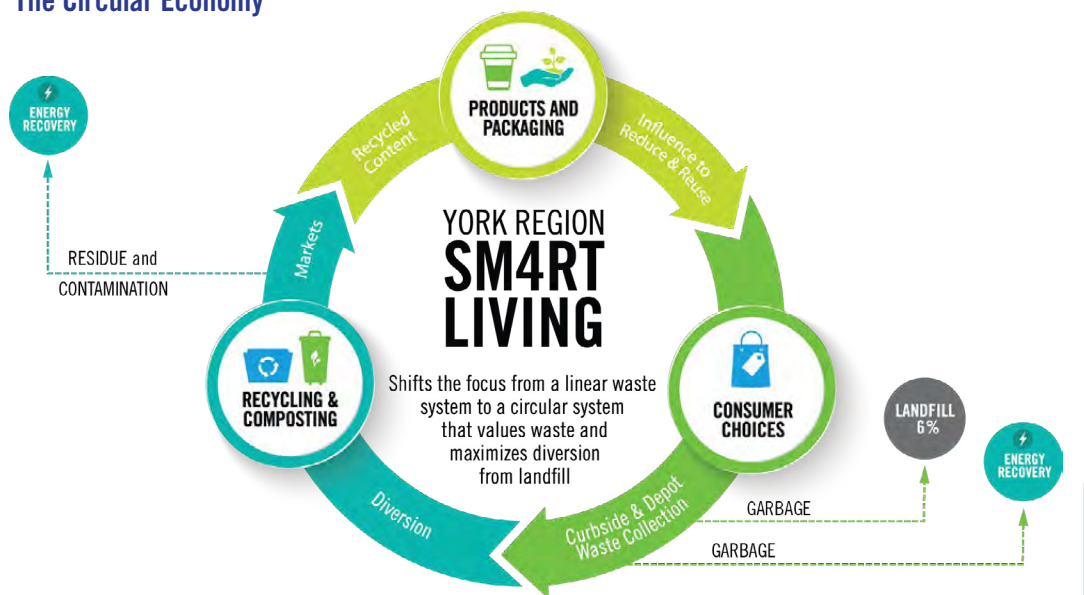 The Circular Economy
ENERGY
RECOVERY
PRODUCTS AND
PACKAGING
Recycled
Content
Influence to
Reduce & Reuse
YORK REGION
SM4RT
LIVING
Markets
RESIDUE and
CONTAMINATION
Shifts the focus from a linear waste
system to a circular system
that values waste and
maximizes diversion
from landfill
RECYCLING &
COMPOSTING
CONSUMER
CHOICES
LANDFILL
6%
ENERGY
RECOVERY
Diversion
Curbside & Depot
Waste Collection
GARBAGE
GARBAGE